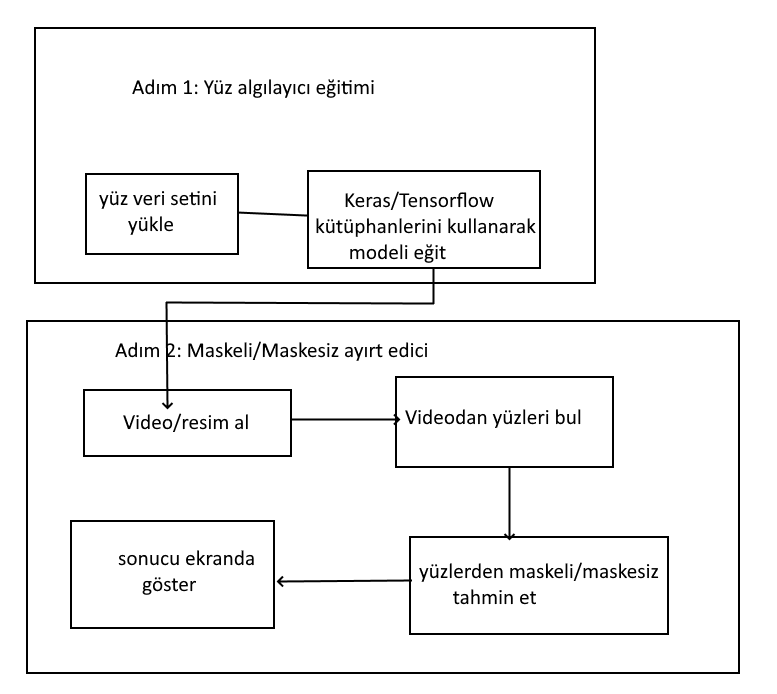 Adım 1: Yüz algılayıcı eğitimi
yüz veri setini
yükle
Keras/Tensorflow
kütüphanlerini kullanarak
modeli eğit
Adım 2: Maskeli/Maskesiz ayırt edici
Video/resim al
Videodan yüzleri bul
sonucu ekranda
göster
yüzlerden maskeli/maskesiz
tahmin et